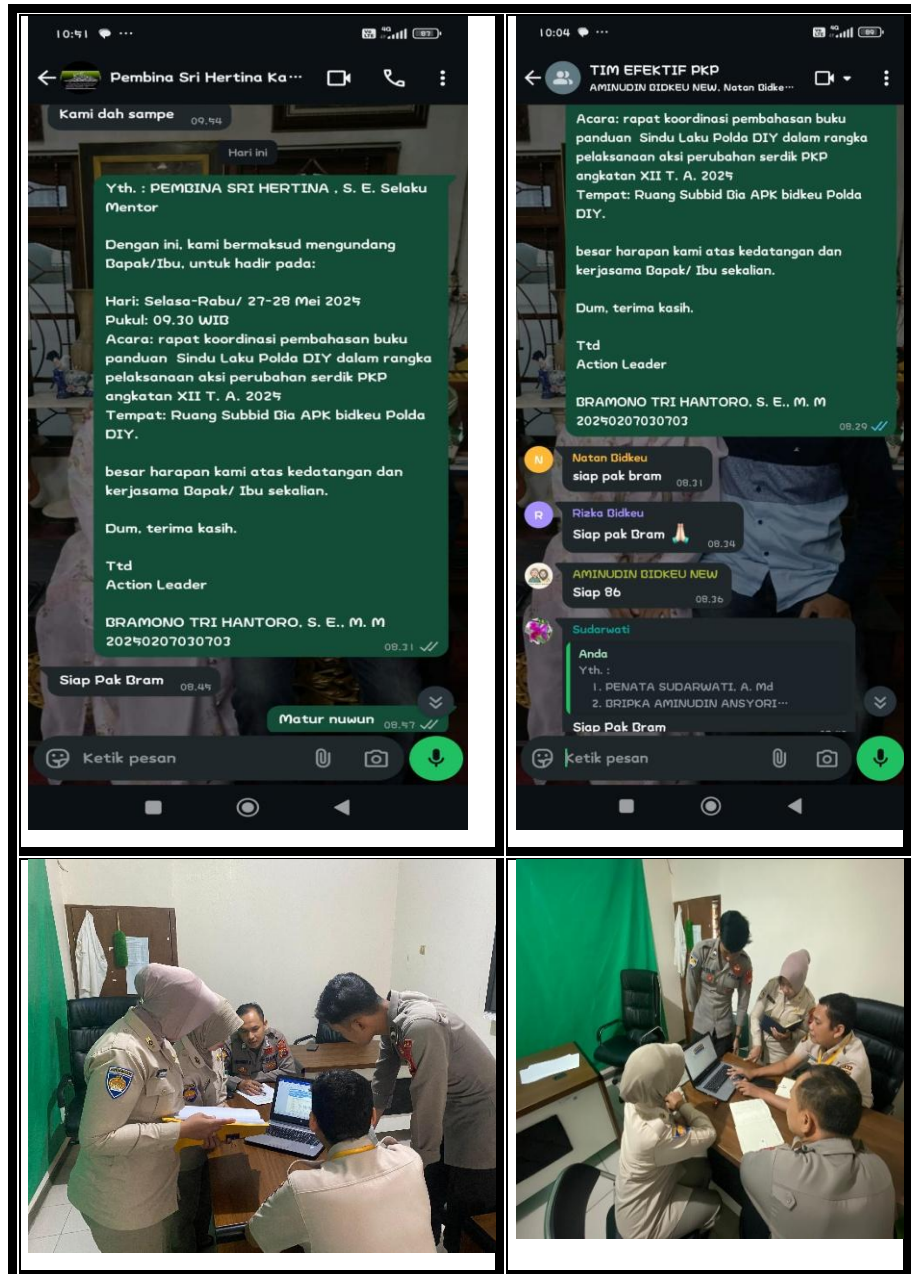 10:51
4G
87
Pembina Sri Hertina Ka...
Kami dah sampe 09.44
Hari ini
Yth. : PEMBINA SRI HERTINA , S. E. Selaku
Mentor
Dengan ini, kami bermaksud mengundang
Bapak/Ibu, untuk hadir pada:
Hari: Selasa-Rabu/ 27-28 Mei 2025
Pukul: 09.30 WIB
Acara: rapat koordinasi pembahasan buku
panduan Sindu Laku Polda DIY dalam rangka
pelaksanaan aksi perubahan serdik PKP
angkatan XII T. A. 2025
Tempat: Ruang Subbid Bia APK bidkeu Polda
DIY.
besar harapan kami atas kedatangan dan
kerjasama Bapak/ Ibu sekalian.
Dum, terima kasih.
Ttd
Action Leader
BRAMONO TRI HANTORO, S. E., M. M
20250207030703
08.31
Siap Pak Bram 08.45
Matur nuwun 08.47
Ketik pesan
10:04
4G
89
TIM EFEKTIF PKP
AMINUDIN BIDKEU NEW, Natan Bidke...
Acara: rapat koordinasi pembahasan buku
panduan Sindu Laku Polda DIY dalam rangka
pelaksanaan aksi perubahan serdik PKP
angkatan XII T. A. 2025
Tempat: Ruang Subbid Bia APK bidkeu Polda
DIY.
besar harapan kami atas kedatangan dan
kerjasama Bapak/ Ibu sekalian.
Dum, terima kasih.
Ttd
Action Leader
BRAMONO TRI HANTORO, S. E., M. M
20250207030703
08.29
N
Natan Bidkeu
siap pak bram 08.31
R
Rizka Bidkeu
Siap pak Bram 🙏🏻 08.34
AMINUDIN BIDKEU NEW
Siap 86 08.36
Sudarwati
Anda
Yth. :
1. PENATA SUDARWATI, A. Md
2. BRIPKA AMINUDIN ANSYORI...
Siap Pak Bram
Ketik pesan